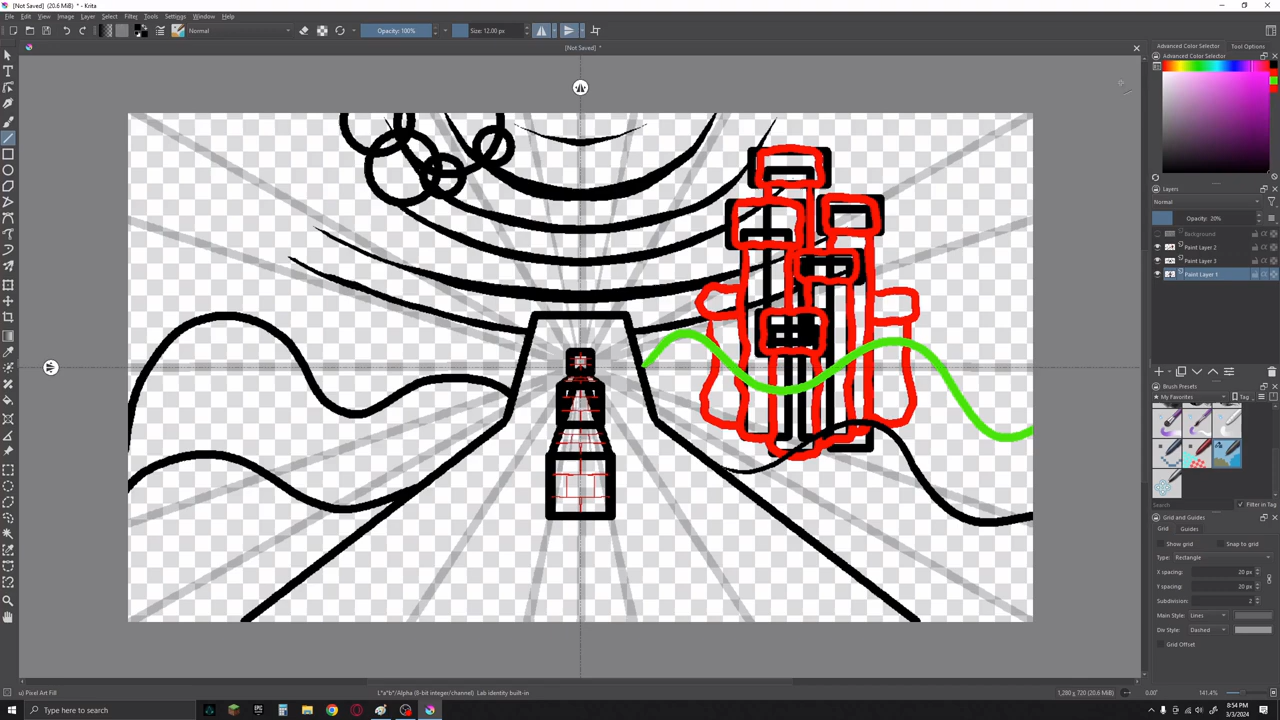 [Not Saved] (20.6 MiB) * - Krita
File Edit View Image Layer Select Filter Tools Settings Window Help
Normal Opacity: 100% Size: 12.00 px
[Not Saved] *
Advanced Color Selector Tool Options
Advanced Color Selector
Layers
Normal
Opacity: 20%
Background
Paint Layer 2
Paint Layer 3
Paint Layer 1
Brush Presets
My Favorites Tag
Search Filter in Tag
Grid and Guides
Grid Guides
Show grid Snap to grid
Type: Rectangle
X spacing: 20 px
Y spacing: 20 px
Subdivision: 2
Main Style: Lines
Div Style: Dashed
Grid Offset
u) Pixel Art Fill L*a*b*/Alpha (8-bit integer/channel) Lab identity built-in 1,280 x 720 (20.6 MiB) 0.00° 141.4%
Type here to search 8:54 PM
3/3/2024